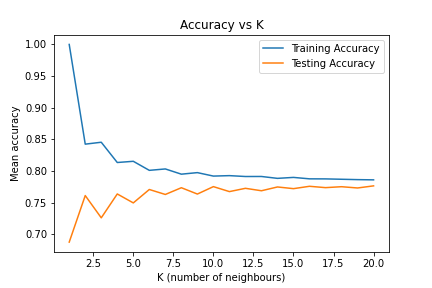 Accuracy vs K
Training Accuracy
Testing Accuracy
1.00
0.95
0.90
0.85
0.80
0.75
0.70
Mean accuracy
2.5 5.0 7.5 10.0 12.5 15.0 17.5 20.0
K (number of neighbours)